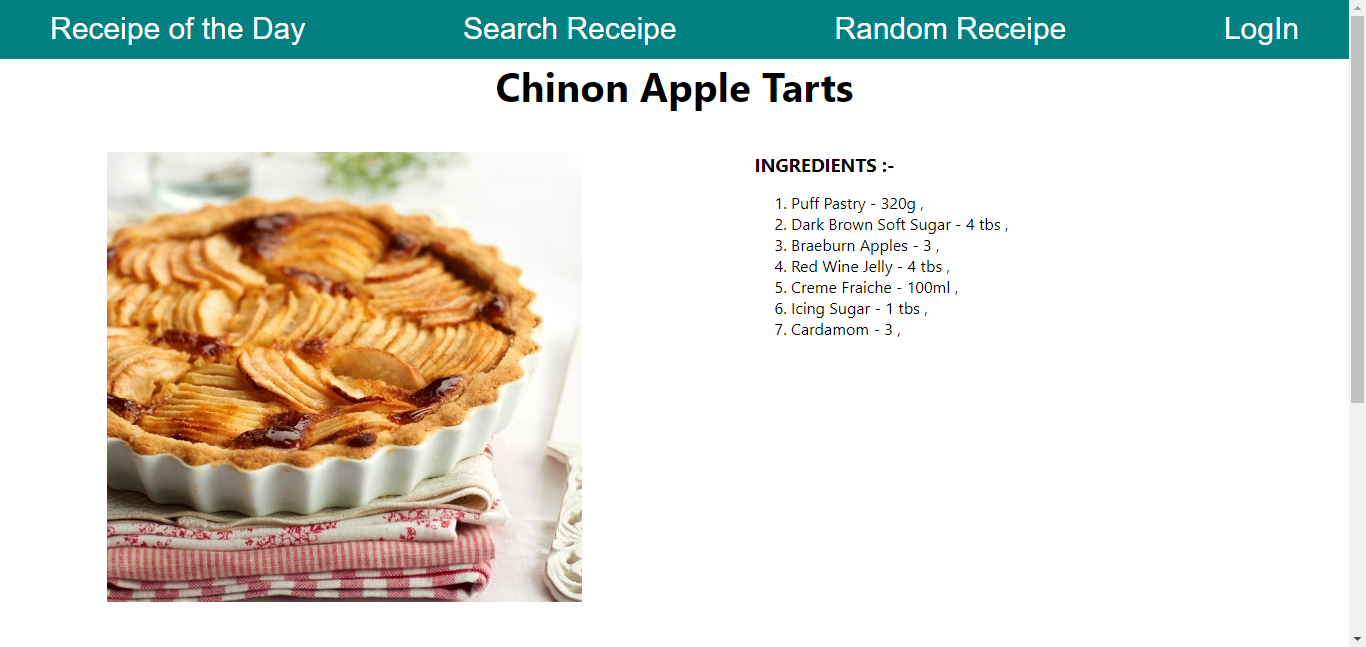 Receipe of the Day Search Receipe Random Receipe LogIn
Chinon Apple Tarts
INGREDIENTS :-
1. Puff Pastry - 320g ,
2. Dark Brown Soft Sugar - 4 tbs ,
3. Braeburn Apples - 3 ,
4. Red Wine Jelly - 4 tbs ,
5. Creme Fraiche - 100ml ,
6. Icing Sugar - 1 tbs ,
7. Cardamom - 3 ,